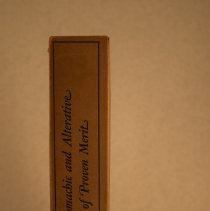 machic and Alterative
of Proven Merit